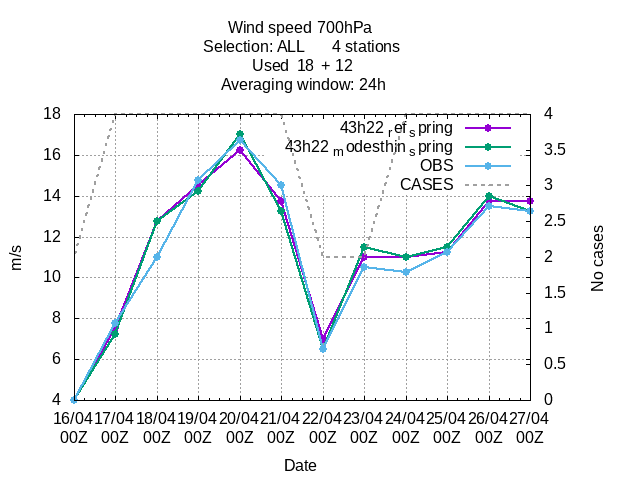 Wind speed 700hPa
Selection: ALL 4 stations
Used 18 + 12
Averaging window: 24h
43h22 ref spring
43h22 modesthin spring
OBS
CASES
m/s
18
16
14
12
10
8
6
4
No cases
4
3.5
3
2.5
2
1.5
1
0.5
0
16/04 17/04 18/04 19/04 20/04 21/04 22/04 23/04 24/04 25/04 26/04 27/04
00Z 00Z 00Z 00Z 00Z 00Z 00Z 00Z 00Z 00Z 00Z 00Z
Date